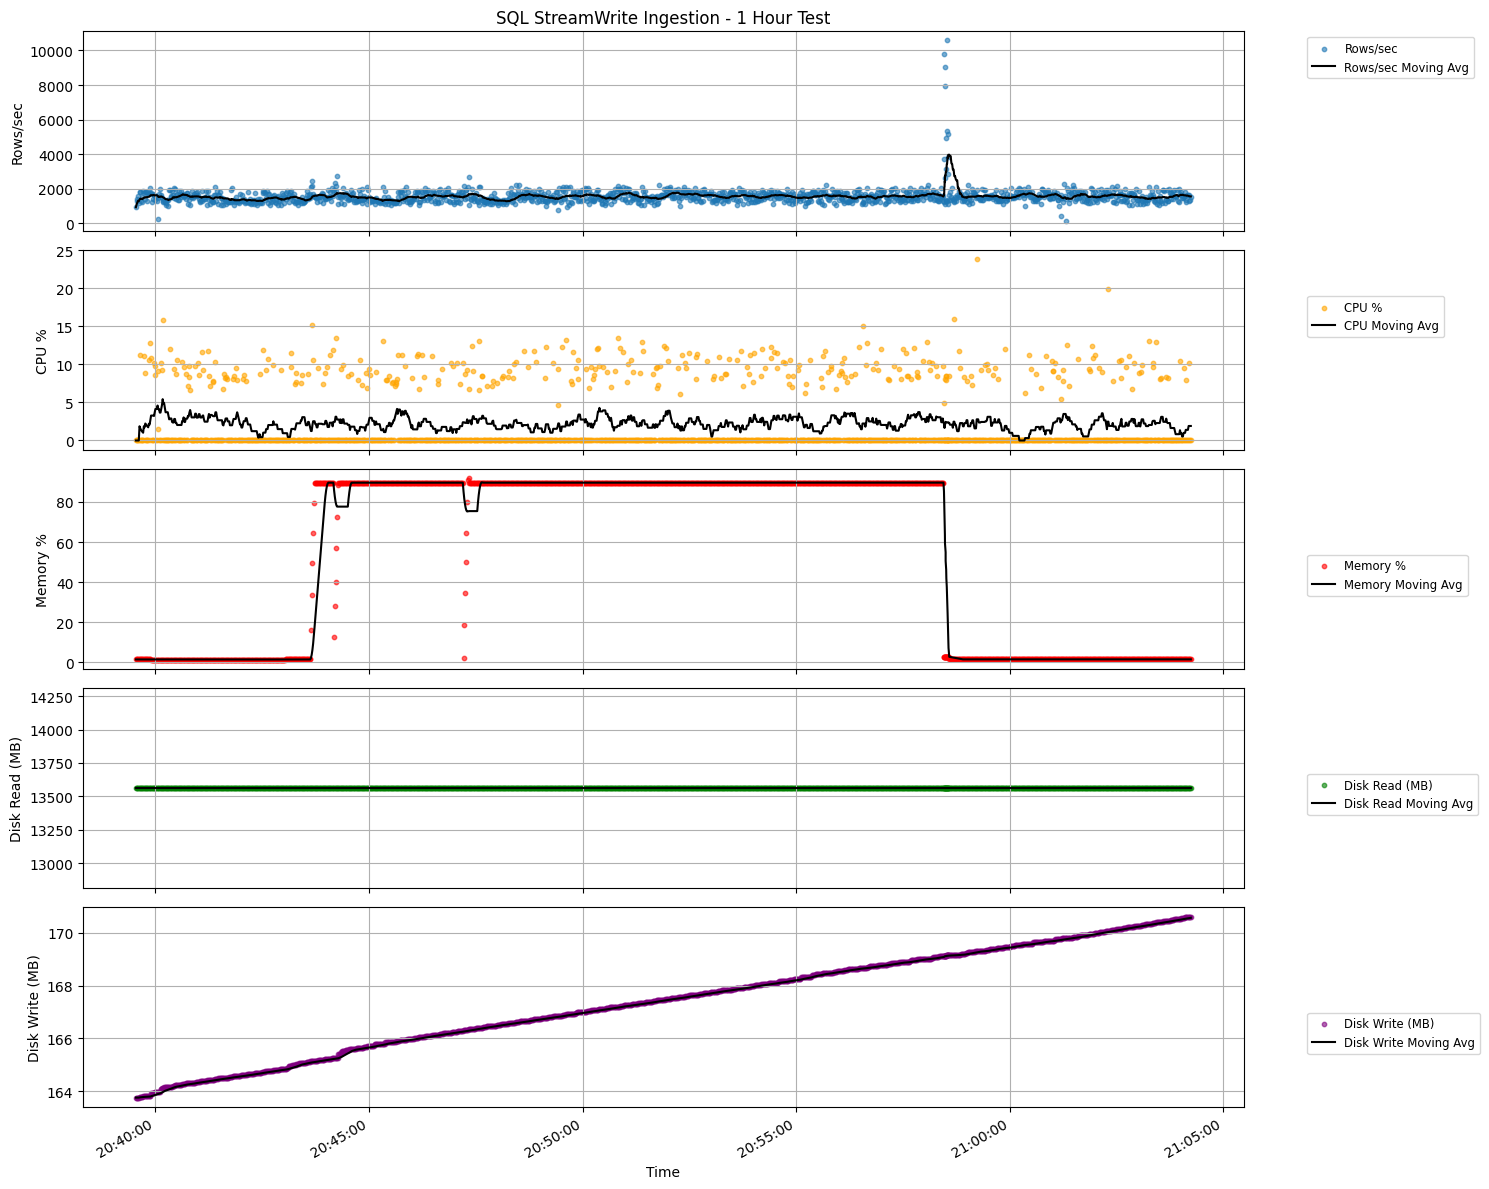 SQL StreamWrite Ingestion - 1 Hour Test
10000
8000
6000
4000
2000
0
Rows/sec
Rows/sec
Rows/sec Moving Avg
25
20
15
10
5
0
CPU %
CPU %
CPU Moving Avg
80
60
40
20
0
Memory %
Memory %
Memory Moving Avg
14250
14000
13750
13500
13250
13000
Disk Read (MB)
Disk Read (MB)
Disk Read Moving Avg
170
168
166
164
Disk Write (MB)
Disk Write (MB)
Disk Write Moving Avg
20:40:00
20:45:00
20:50:00
20:55:00
21:00:00
21:05:00
Time